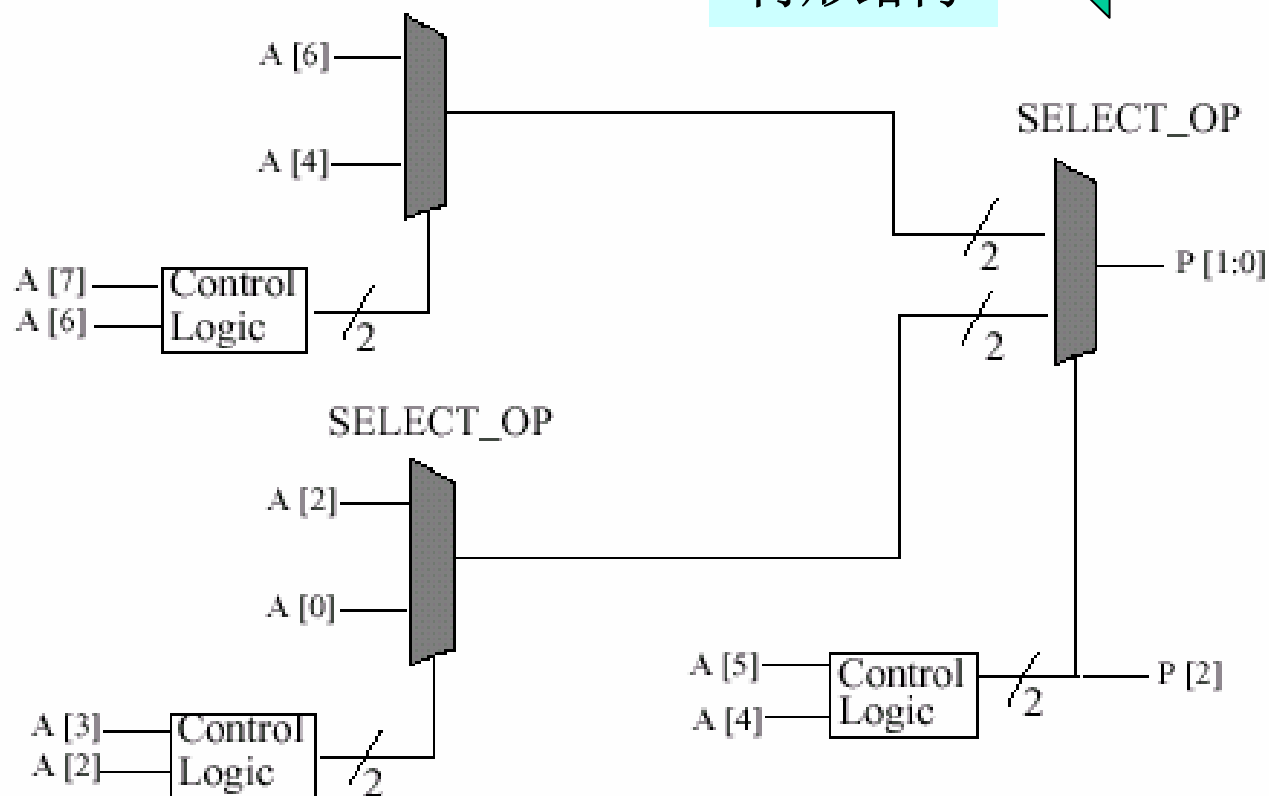 A [6]
SELECT_OP
A [4]
2
P [1:0]
A [7]
A [6]
Control
Logic
2
2
SELECT_OP
A [2]
A [0]
A [5]
A [4]
Control
Logic
2
P [2]
A [3]
A [2]
Control
Logic
2